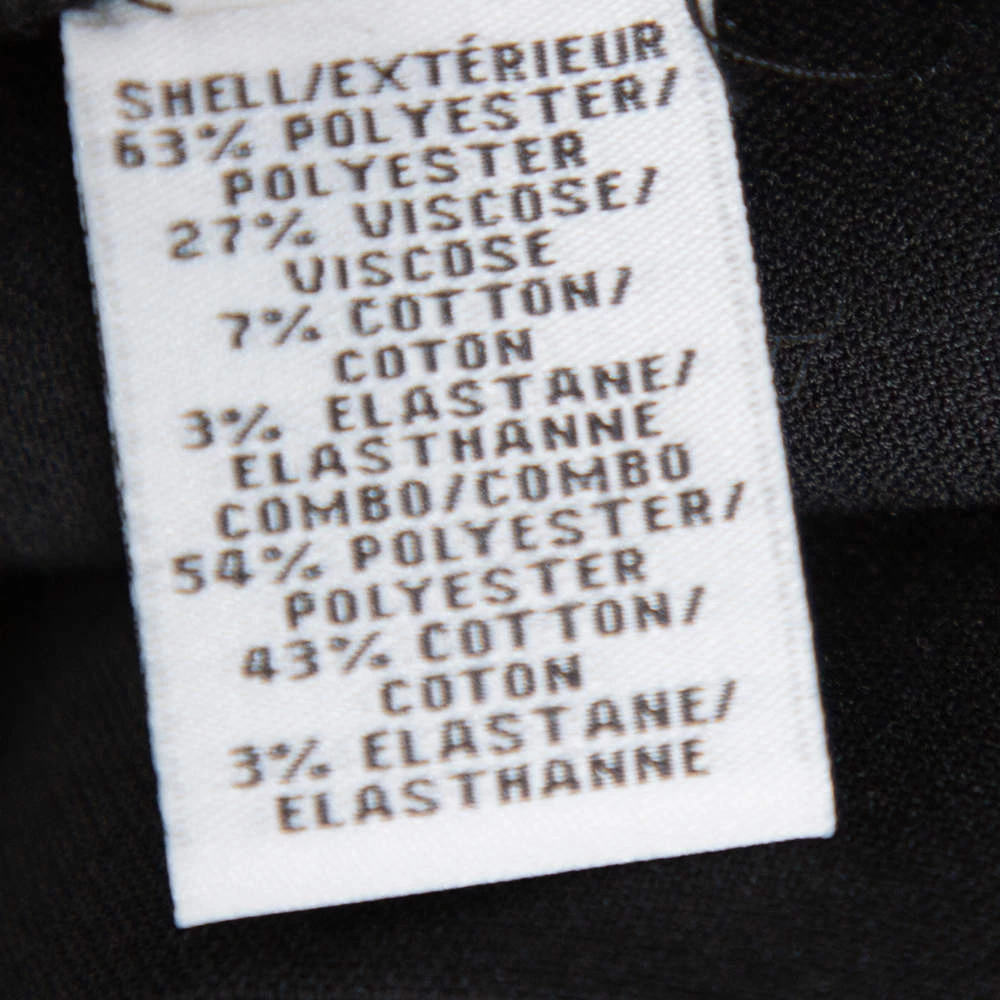 SHELL/EXTÉRIEUR
63% POLYESTER/
POLYESTER
27% VISCOSE/
VISCOSE
7% COTTON/
COTON
3% ELASTANE/
ELASTHANNE
COMBO/COMBO
54% POLYESTER/
POLYESTER
43% COTTON/
COTON
3% ELASTANE/
ELASTHANNE